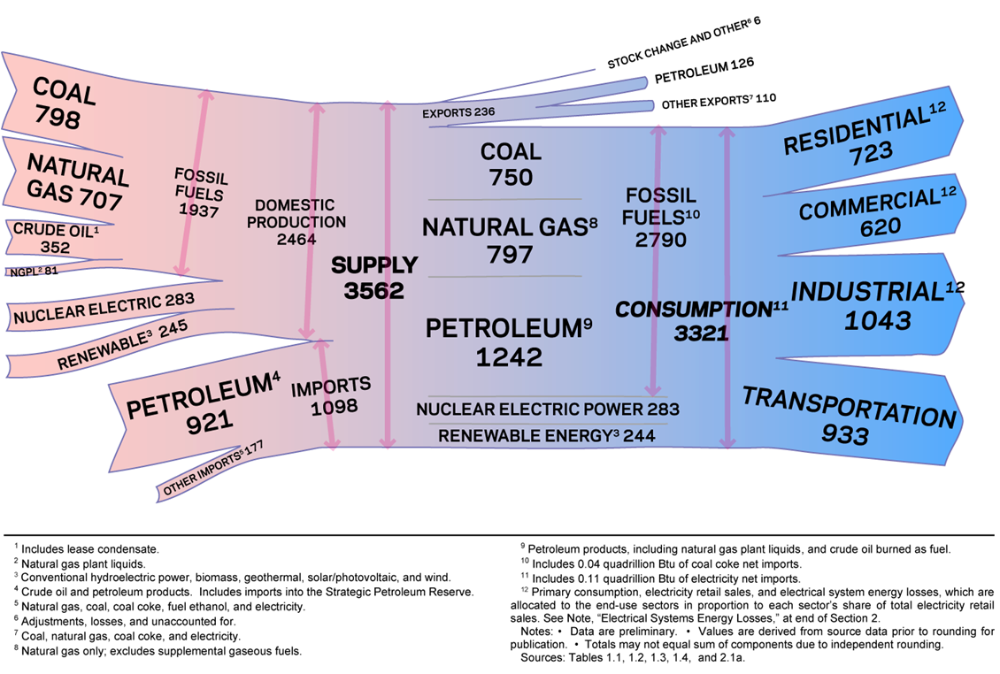 STOCK CHANGE AND OTHER⁶ 6
PETROLEUM 126
OTHER EXPORTS⁷ 110
EXPORTS 236
COAL
798
NATURAL
GAS 707
CRUDE OIL¹
352
NGPL² 81
NUCLEAR ELECTRIC 283
RENEWABLE³ 245
PETROLEUM⁴
921
OTHER IMPORTS⁵ 177
FOSSIL
FUELS
1937
DOMESTIC
PRODUCTION
2464
IMPORTS
1098
SUPPLY
3562
COAL
750
NATURAL GAS⁸
797
PETROLEUM⁹
1242
NUCLEAR ELECTRIC POWER 283
RENEWABLE ENERGY³ 244
FOSSIL
FUELS¹⁰
2790
CONSUMPTION¹¹
3321
RESIDENTIAL¹²
723
COMMERCIAL¹²
620
INDUSTRIAL¹²
1043
TRANSPORTATION
933
¹ Includes lease condensate.
² Natural gas plant liquids.
³ Conventional hydroelectric power, biomass, geothermal, solar/photovoltaic, and wind.
⁴ Crude oil and petroleum products. Includes imports into the Strategic Petroleum Reserve.
⁵ Natural gas, coal, coal coke, fuel ethanol, and electricity.
⁶ Adjustments, losses, and unaccounted for.
⁷ Coal, natural gas, coal coke, and electricity.
⁸ Natural gas only; excludes supplemental gaseous fuels.
⁹ Petroleum products, including natural gas plant liquids, and crude oil burned as fuel.
¹⁰ Includes 0.04 quadrillion Btu of coal coke net imports.
¹¹ Includes 0.11 quadrillion Btu of electricity net imports.
¹² Primary consumption, electricity retail sales, and electrical system energy losses, which are
allocated to the end-use sectors in proportion to each sector's share of total electricity retail
sales. See Note, "Electrical Systems Energy Losses," at end of Section 2.
Notes: • Data are preliminary. • Values are derived from source data prior to rounding for
publication. • Totals may not equal sum of components due to independent rounding.
Sources: Tables 1.1, 1.2, 1.3, 1.4, and 2.1a.